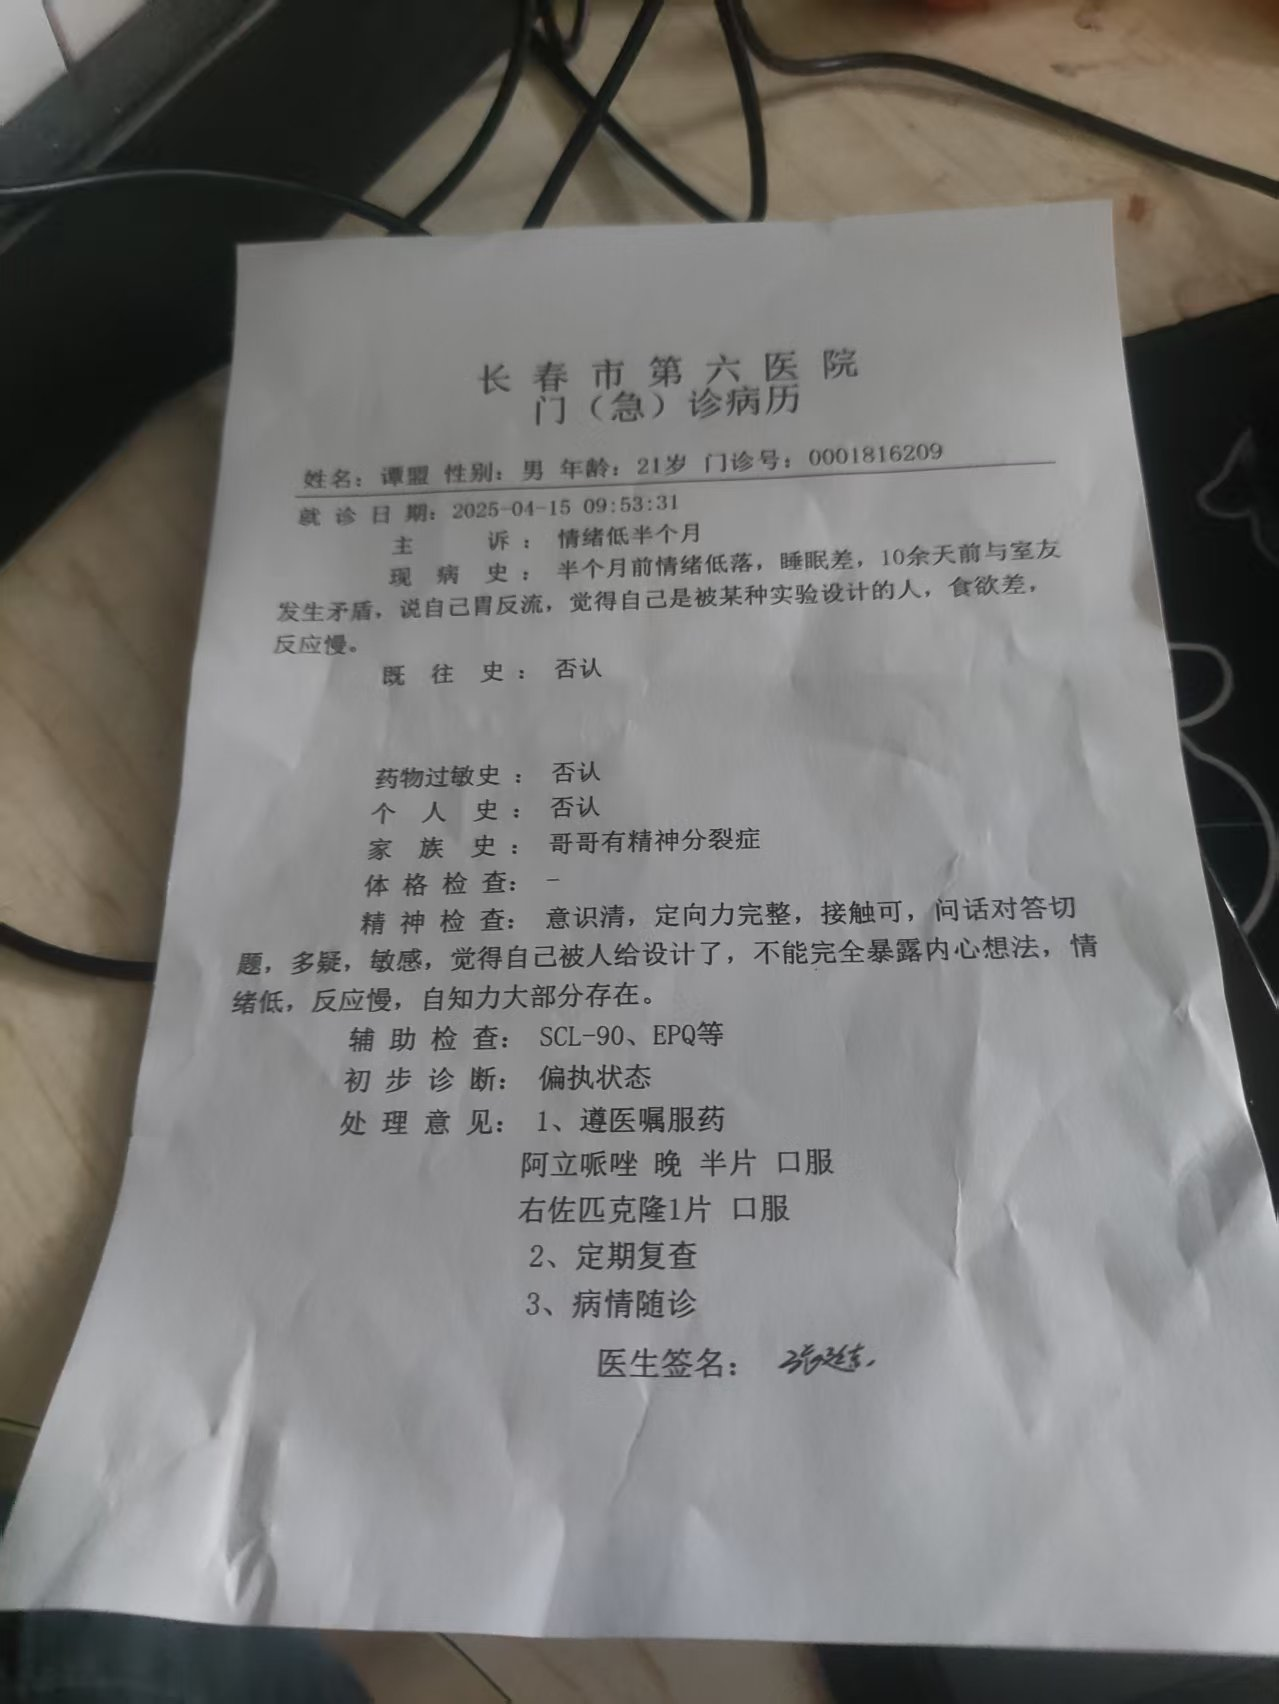 长春市第六医院
门（急）诊病历
姓名：谭盟 性别：男 年龄：21岁 门诊号：0001816209
就诊日期：2025-04-15 09:53:31
主诉：情绪低半个月
现病史：半个月前情绪低落，睡眠差，10余天前与室友
发生矛盾，说自己胃反流，觉得自己是被某种实验设计的人，食欲差，
反应慢。
既往史：否认
药物过敏史：否认
个人史：否认
家族史：哥哥有精神分裂症
体格检查：-
精神检查：意识清，定向力完整，接触可，问话对答切
题，多疑，敏感，觉得自己被人给设计了，不能完全暴露内心想法，情
绪低，反应慢，自知力大部分存在。
辅助检查：SCL-90、EPQ等
初步诊断：偏执状态
处理意见：1、遵医嘱服药
阿立哌唑 晚 半片 口服
右佐匹克隆1片 口服
2、定期复查
3、病情随诊
医生签名：